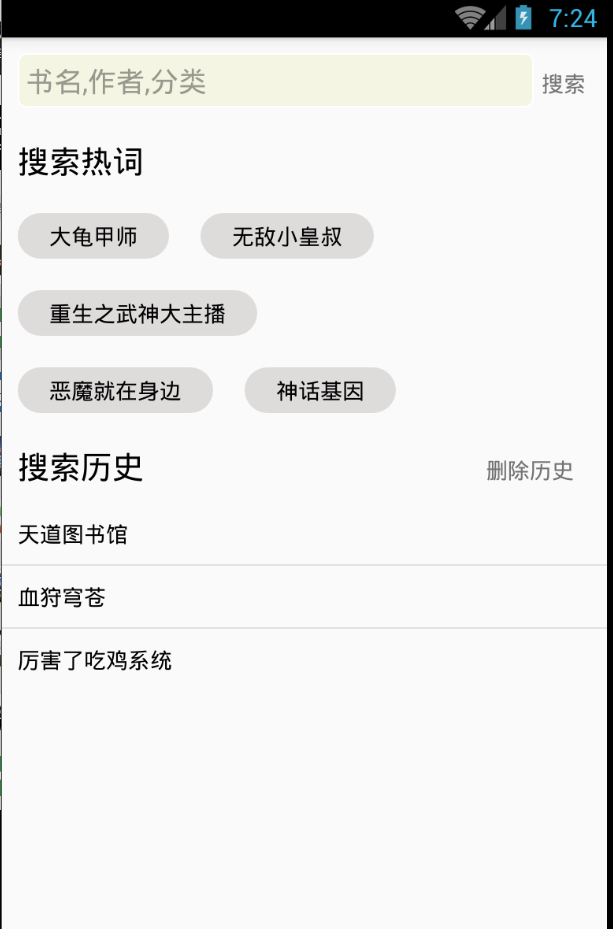 7:24
书名,作者,分类 搜索
搜索热词
大龟甲师 无敌小皇叔
重生之武神大主播
恶魔就在身边 神话基因
搜索历史 删除历史
天道图书馆
血狩穹苍
厉害了吃鸡系统